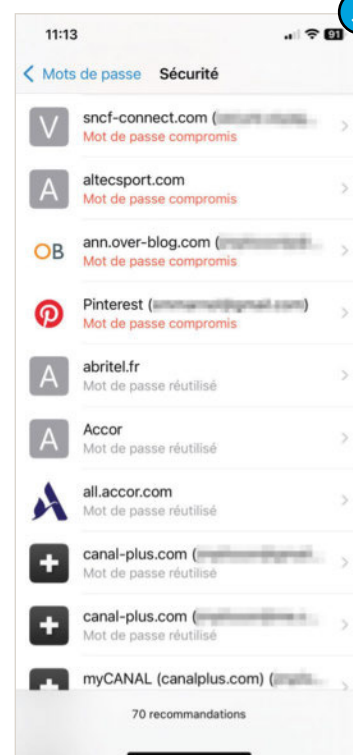 11:13
91
Mots de passe Sécurité
V
sncf-connect.com (
Mot de passe compromis
A
altecsport.com
Mot de passe compromis
OB
ann.over-blog.com (
Mot de passe compromis
Pinterest ( )
Mot de passe compromis
A
abritel.fr
Mot de passe réutilisé
A
Accor
Mot de passe réutilisé
all.accor.com
Mot de passe réutilisé
canal-plus.com (
Mot de passe réutilisé
canal-plus.com (
Mot de passe réutilisé
myCANAL (canalplus.com) (
70 recommandations